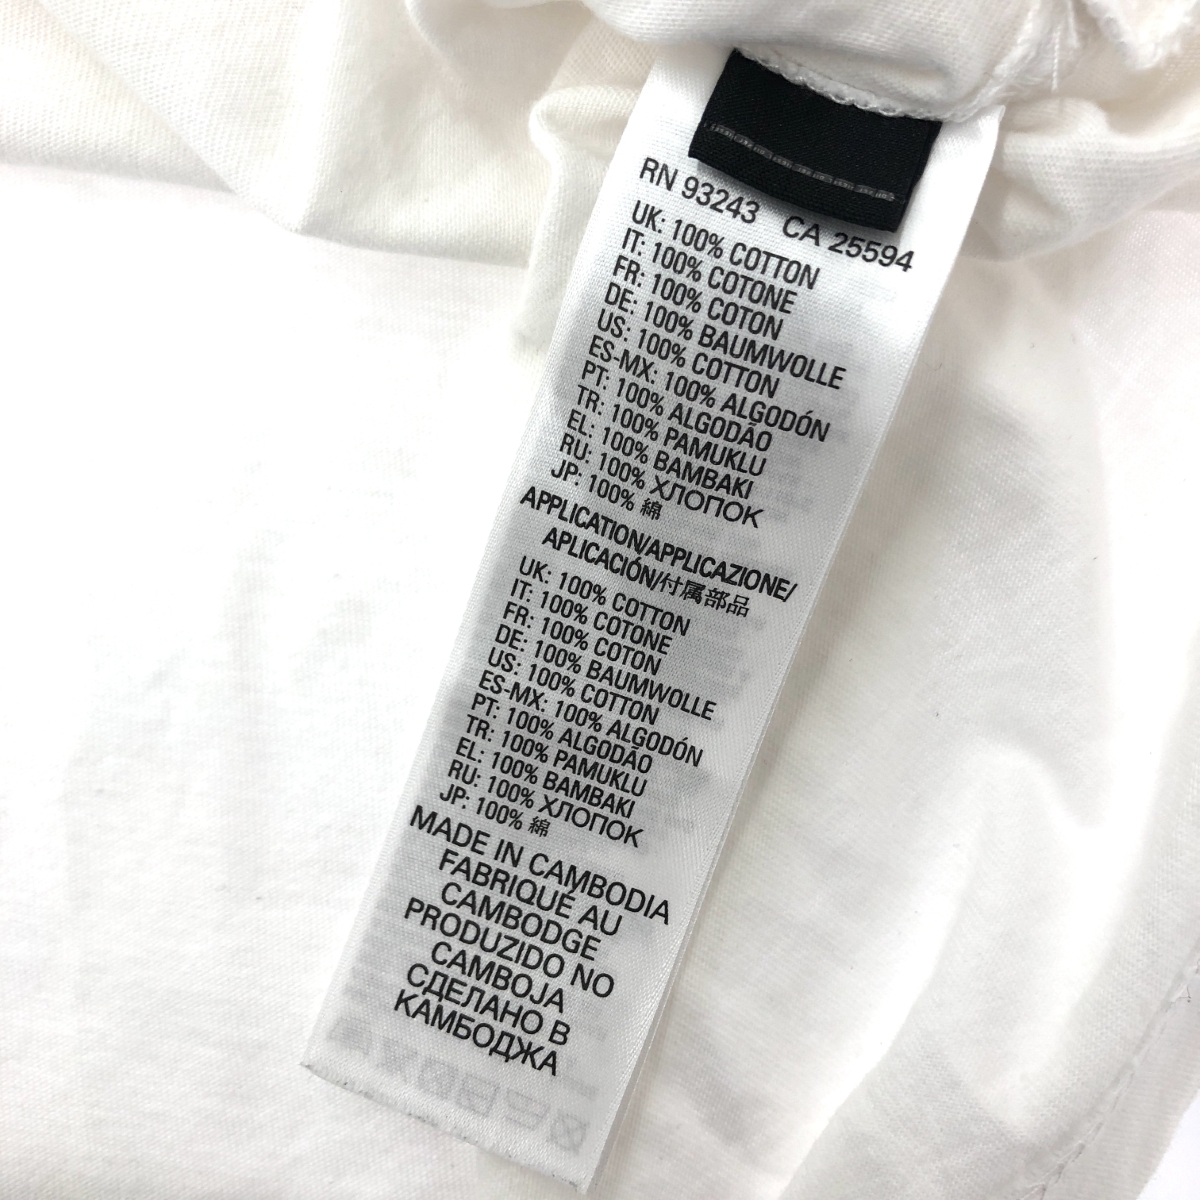 RN 93243 CA 25594
UK: 100% COTTON
IT: 100% COTONE
FR: 100% COTON
DE: 100% BAUMWOLLE
US: 100% COTTON
ES-MX: 100% ALGODÓN
PT: 100% ALGODÃO
TR: 100% PAMUKLU
EL: 100% BAMBAKI
RU: 100% ХЛОПОК
JP: 100% 綿
APPLICATION/APPLICAZIONE/
APLICACIÓN/付属部品
UK: 100% COTTON
IT: 100% COTONE
FR: 100% COTON
DE: 100% BAUMWOLLE
US: 100% COTTON
ES-MX: 100% ALGODÓN
PT: 100% ALGODÃO
TR: 100% PAMUKLU
EL: 100% BAMBAKI
RU: 100% ХЛОПОК
JP: 100% 綿
MADE IN CAMBODIA
FABRIQUÉ AU
CAMBODGE
PRODUZIDO NO
CAMBOJA
СДЕЛАНО В
КАМБОДЖА